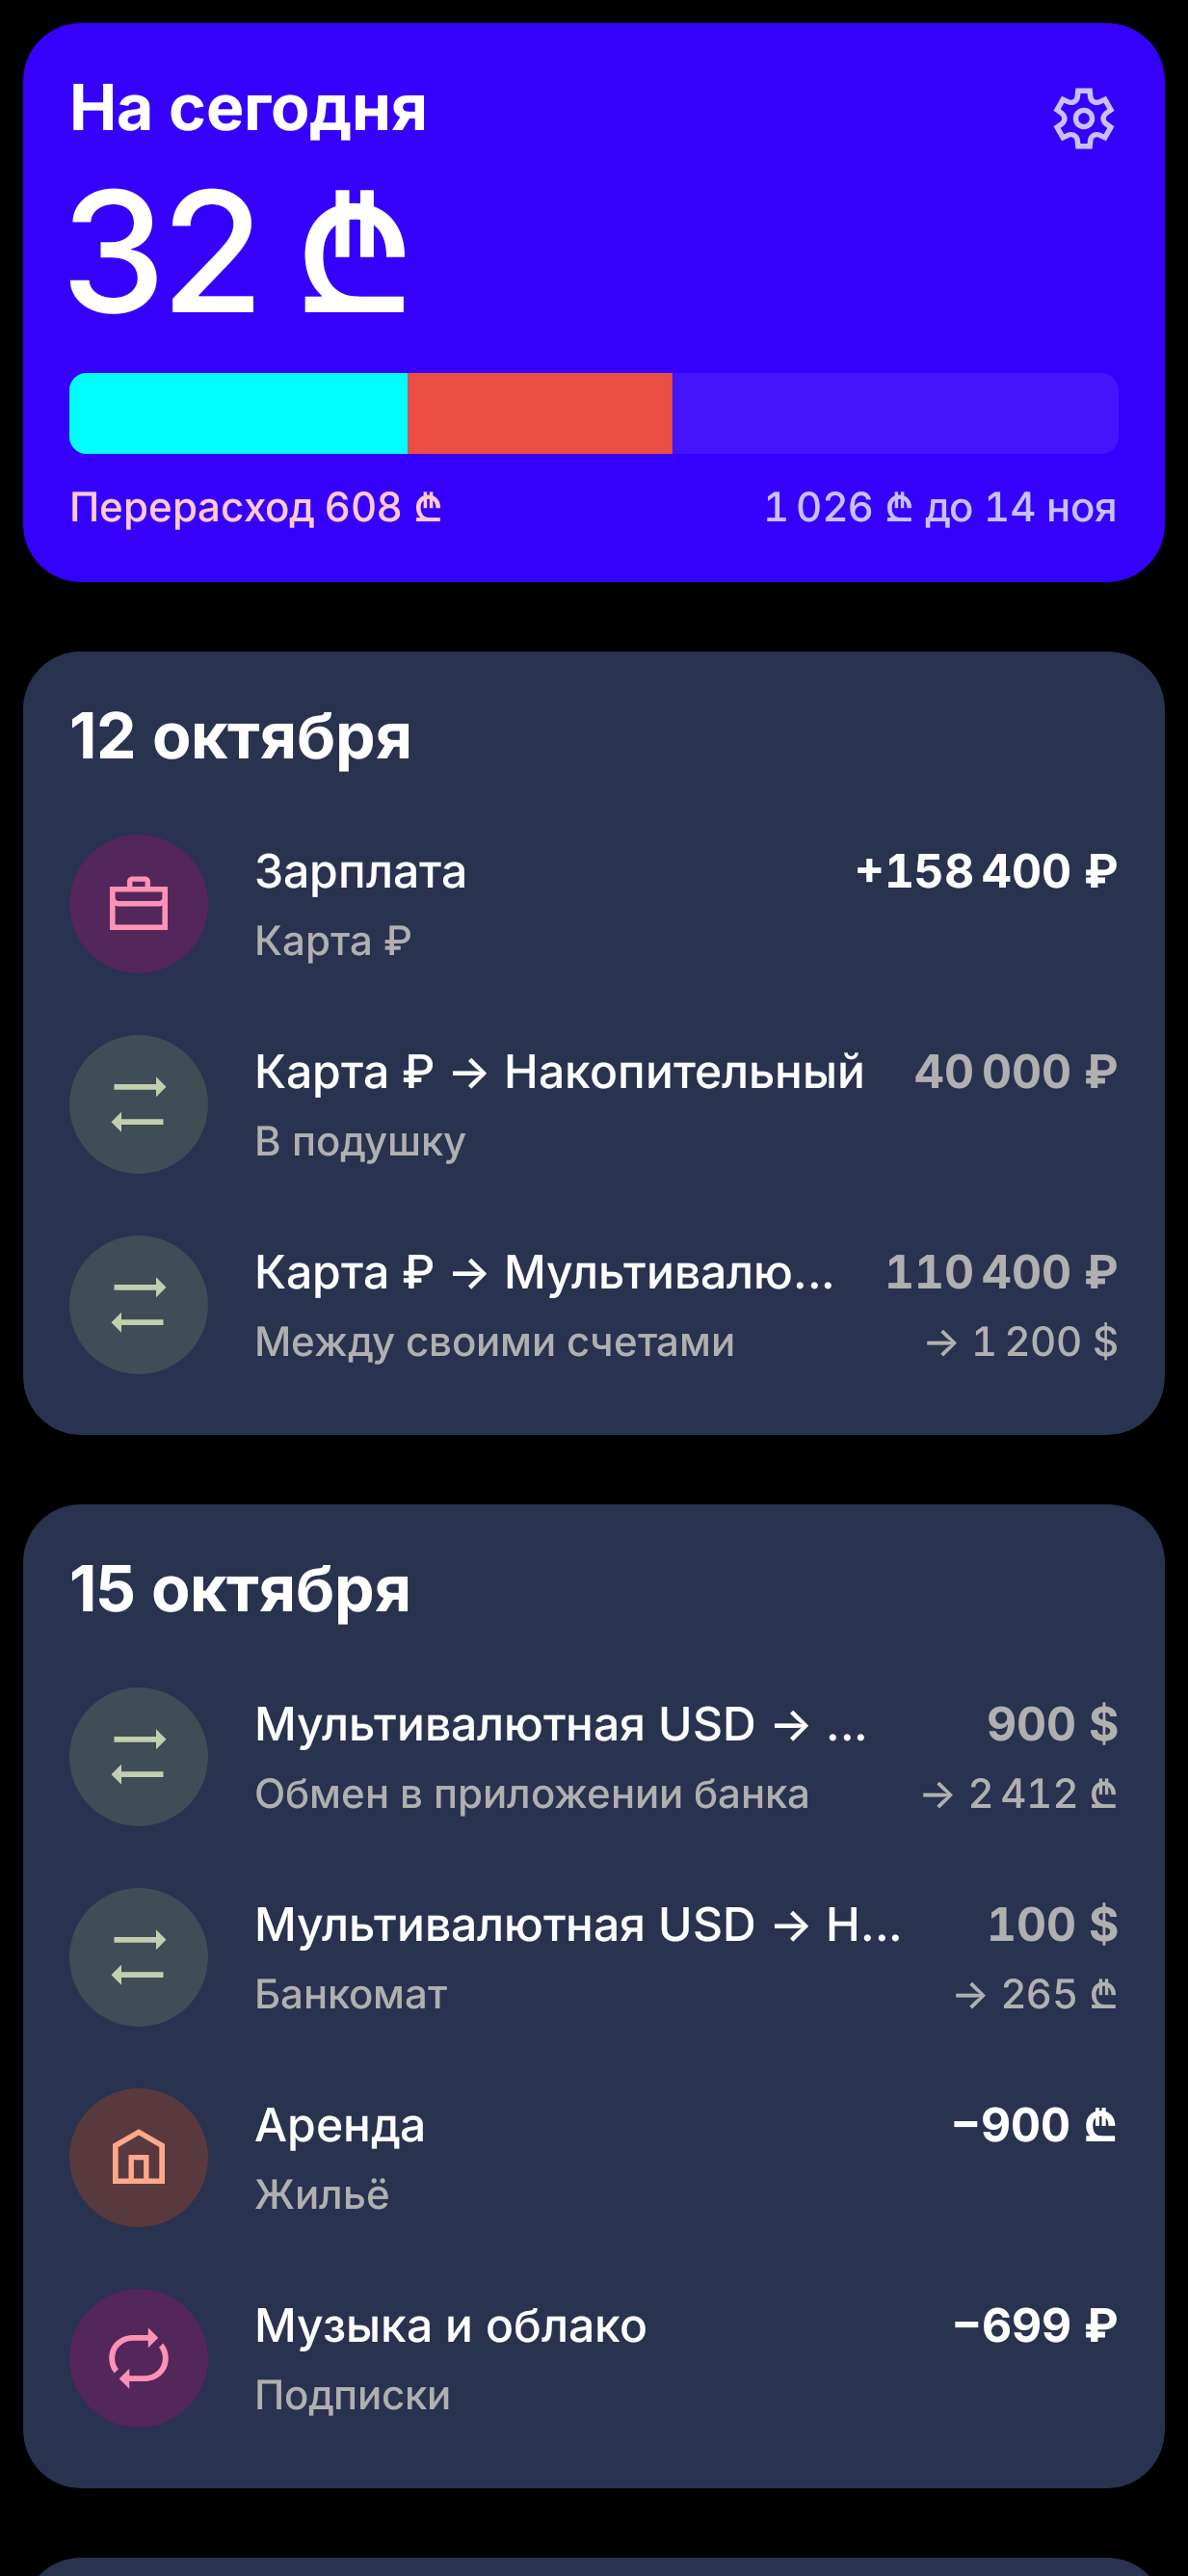 На сегодня
32 ₾
Перерасход 608 ₾
1 026 ₾ до 14 ноя
12 октября
Зарплата
+158 400 ₽
Карта ₽
Карта ₽ → Накопительный
40 000 ₽
В подушку
Карта ₽ → Мультивалю...
110 400 ₽
Между своими счетами
→ 1 200 $
15 октября
Мультивалютная USD → ...
900 $
Обмен в приложении банка
→ 2 412 ₾
Мультивалютная USD → Н...
100 $
Банкомат
→ 265 ₾
Аренда
−900 ₾
Жильё
Музыка и облако
−699 ₽
Подписки